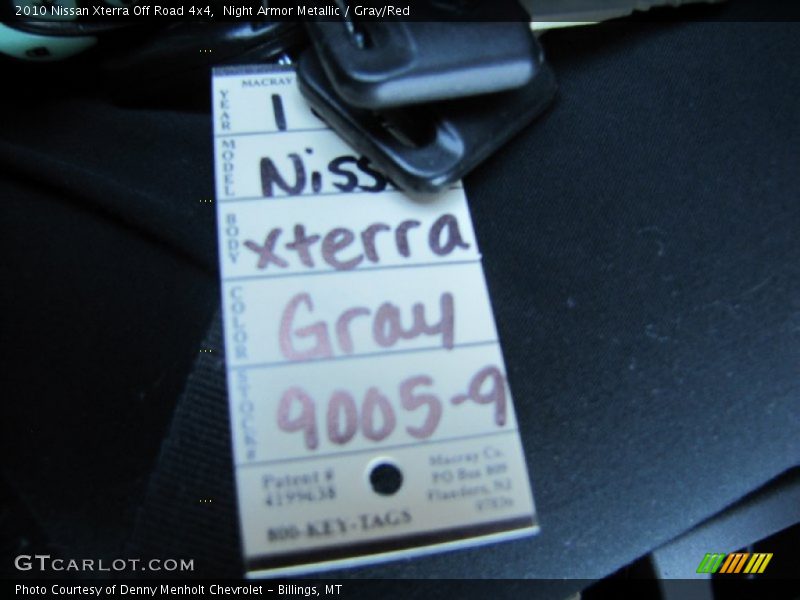 2010 Nissan Xterra Off Road 4x4,  Night Armor Metallic / Gray/Red
MACRAY
YEAR 1
MODEL Niss
BODY xterra
COLOR Gray
STOCK# 9005-9
Patent #
4199638
Macray Co.
PO Box 800
Flanders, NJ
07836
800-KEY-TAGS
GTCARLOT.COM
Photo Courtesy of Denny Menholt Chevrolet – Billings, MT